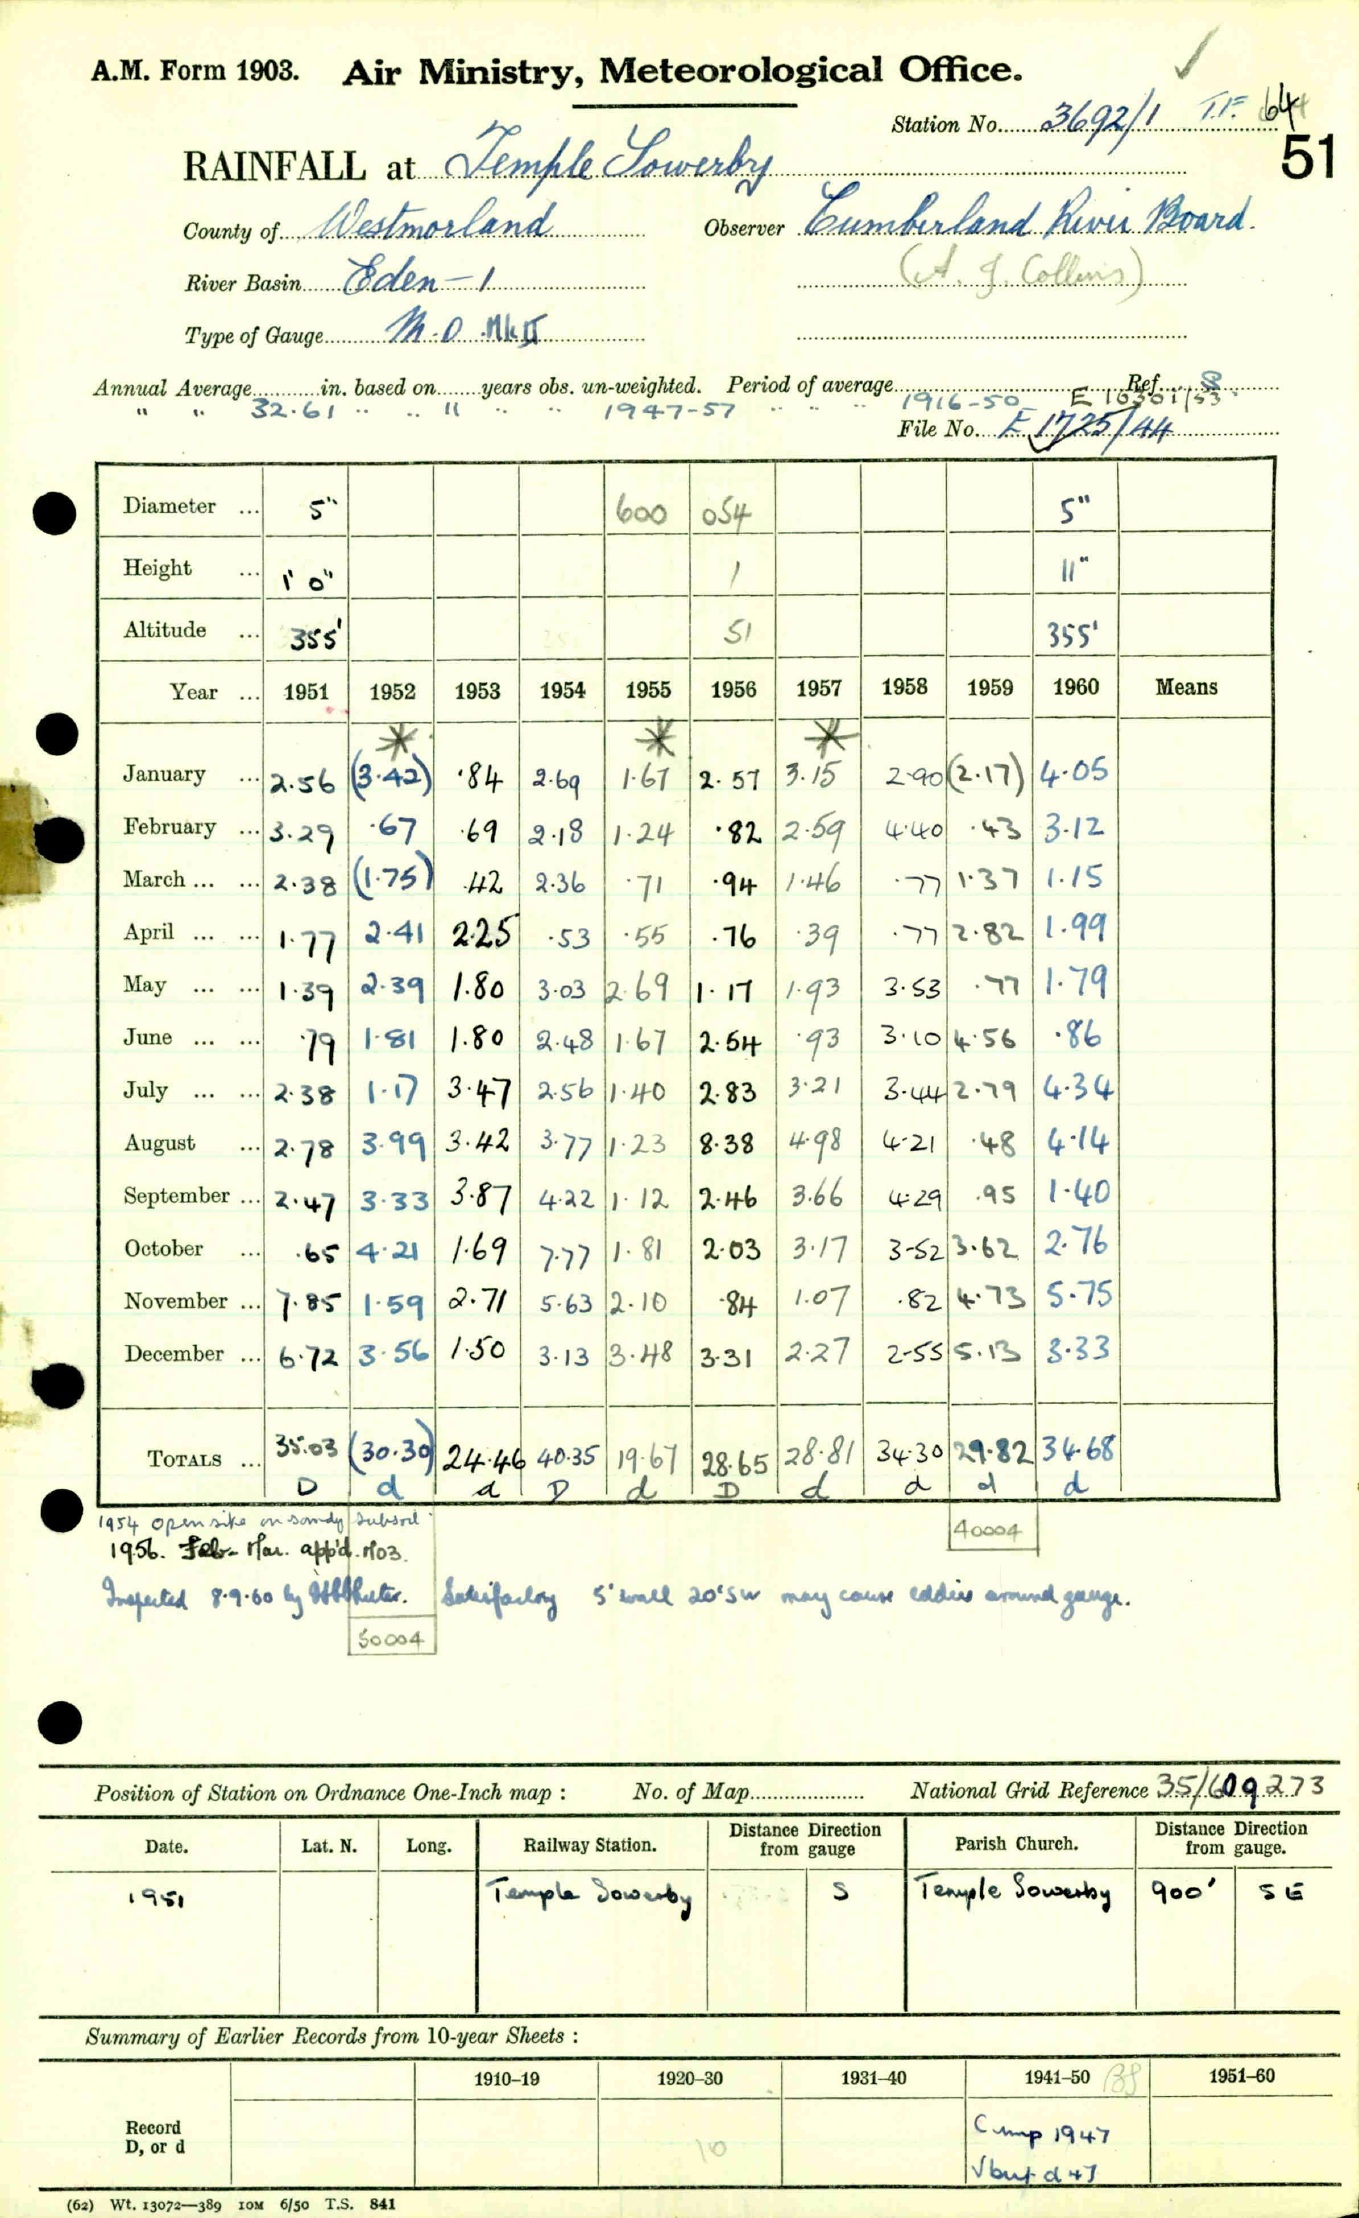 A.M. Form 1903. Air Ministry, Meteorological Office.
Station No. 3692/1 T.F. 64
51
RAINFALL at Temple Sowerby
County of Westmorland Observer Cumberland River Board.
River Basin Eden-1 (A. J. Collins)
Type of Gauge M.O. Mk II
Annual Average in. based on years obs. un-weighted. Period of average Ref. S
" " 32.61 " " 11 " " 1947-57 " " " 1916-50 E 10301/53
File No. E 1725/44
Diameter ... 5" 600 054 5"
Height ... 1' 0" 1 11"
Altitude ... 355' 51 355'
Year ... 1951 1952 1953 1954 1955 1956 1957 1958 1959 1960 Means
* * *
January ... 2.56 (3.42) .84 2.69 1.67 2.57 3.15 2.90 (2.17) 4.05
February ... 3.29 .67 .69 2.18 1.24 .82 2.59 4.40 .43 3.12
March ... ... 2.38 (1.75) .42 2.36 .71 .94 1.46 .77 1.37 1.15
April ... ... 1.77 2.41 2.25 .53 .55 .76 .39 .77 2.82 1.99
May ... ... 1.39 2.39 1.80 3.03 2.69 1.17 1.93 3.53 .77 1.79
June ... ... .79 1.81 1.80 2.48 1.67 2.54 .93 3.10 4.56 .86
July ... ... 2.38 1.17 3.47 2.56 1.40 2.83 3.21 3.44 2.79 4.34
August ... 2.78 3.99 3.42 3.77 1.23 8.38 4.98 4.21 .48 4.14
September ... 2.47 3.33 3.87 4.22 1.12 2.46 3.66 4.29 .95 1.40
October ... .65 4.21 1.69 7.77 1.81 2.03 3.17 3.52 3.62 2.76
November ... 7.85 1.59 2.71 5.63 2.10 .84 1.07 .82 4.73 5.75
December ... 6.72 3.56 1.50 3.13 3.48 3.31 2.27 2.55 5.13 3.33
TOTALS ... 35.03 (30.30) 24.46 40.35 19.67 28.65 28.81 34.30 29.82 34.68
D d d D d D d d d d
1954 open site on sandy subsoil
40004
1956. Feb- Mar. app'd. M03.
Inspected 8.9.60 by Satisfactory 5' wall 20' SW may cause eddies around gauge.
50004
Position of Station on Ordnance One-Inch map : No. of Map National Grid Reference 35/609273
Date. Lat. N. Long. Railway Station. Distance Direction from gauge Parish Church. Distance Direction from gauge.
1951 Temple Sowerby S Temple Sowerby 900' SE
Summary of Earlier Records from 10-year Sheets :
1910-19 1920-30 1931-40 1941-50 1951-60
Record D, or d 10 Comp 1947
but d 47
(62) Wt. 13072—389 10M 6/50 T.S. 841